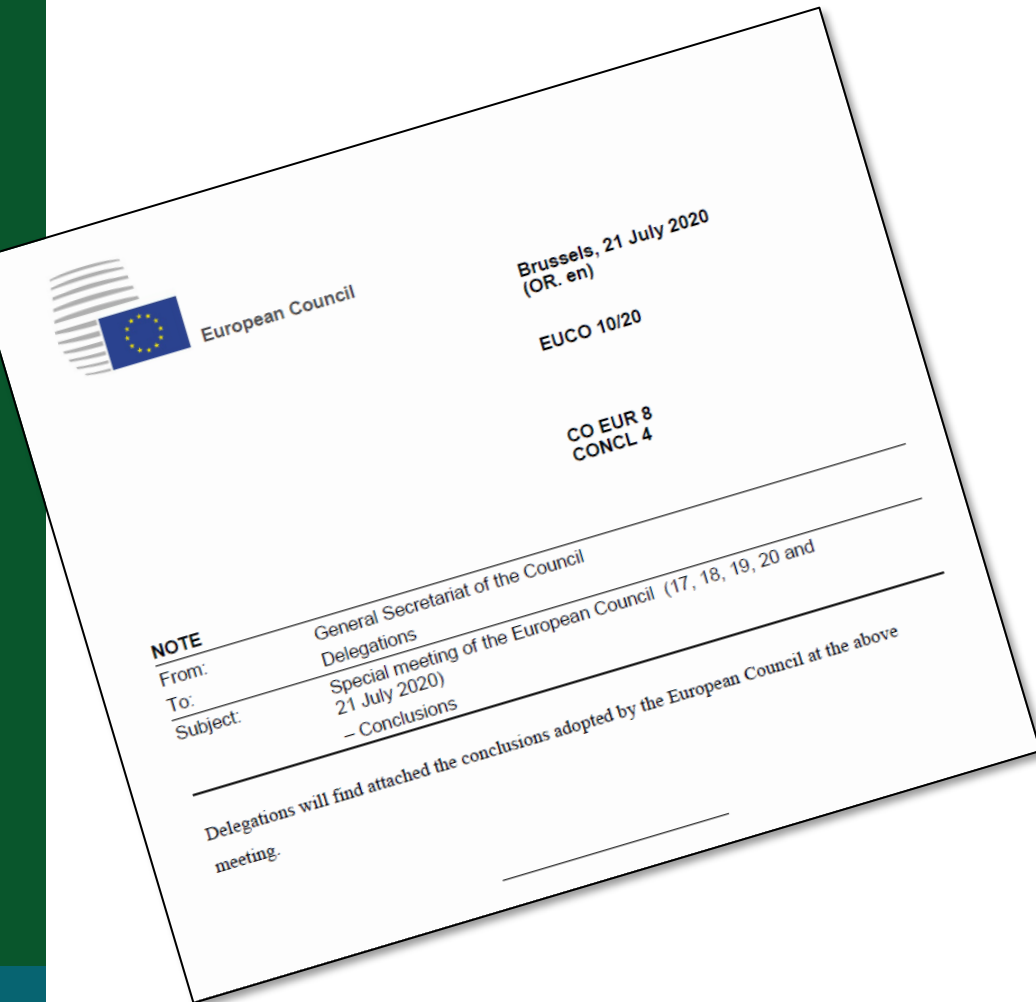 European Council
Brussels, 21 July 2020
(OR. en)
EUCO 10/20
CO EUR 8
CONCL 4
NOTE
From: General Secretariat of the Council
To: Delegations
Subject: Special meeting of the European Council (17, 18, 19, 20 and
21 July 2020)
– Conclusions
Delegations will find attached the conclusions adopted by the European Council at the above
meeting.